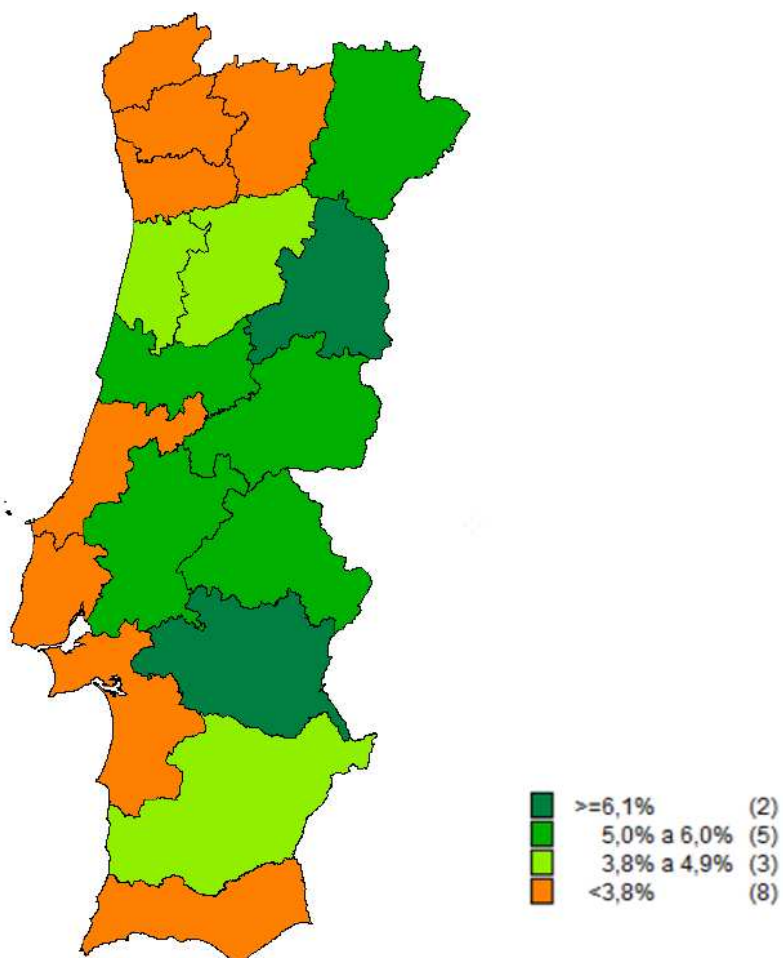 >=6,1% (2)
5,0% a 6,0% (5)
3,8% a 4,9% (3)
<3,8% (8)